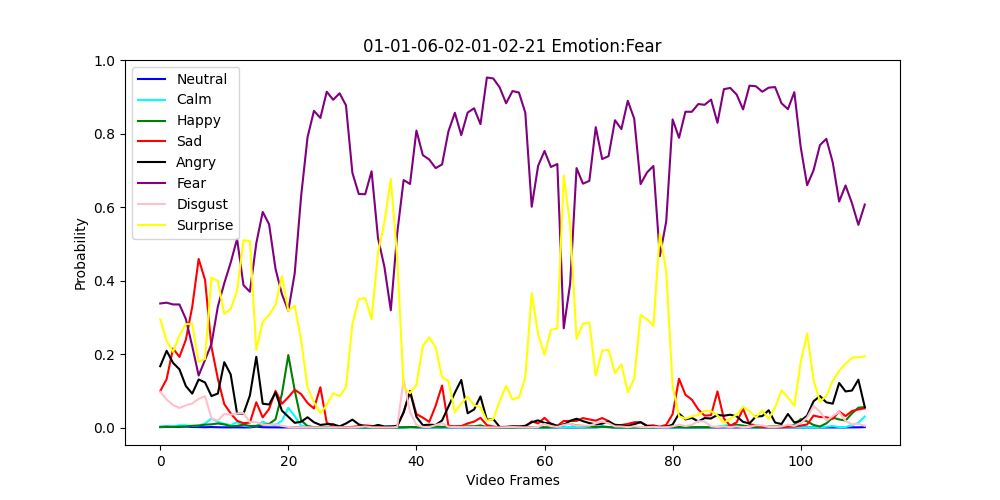 01-01-06-02-01-02-21 Emotion:Fear
1.0
0.8
0.6
0.4
0.2
0.0
Probability
Neutral
Calm
Happy
Sad
Angry
Fear
Disgust
Surprise
0 20 40 60 80 100
Video Frames